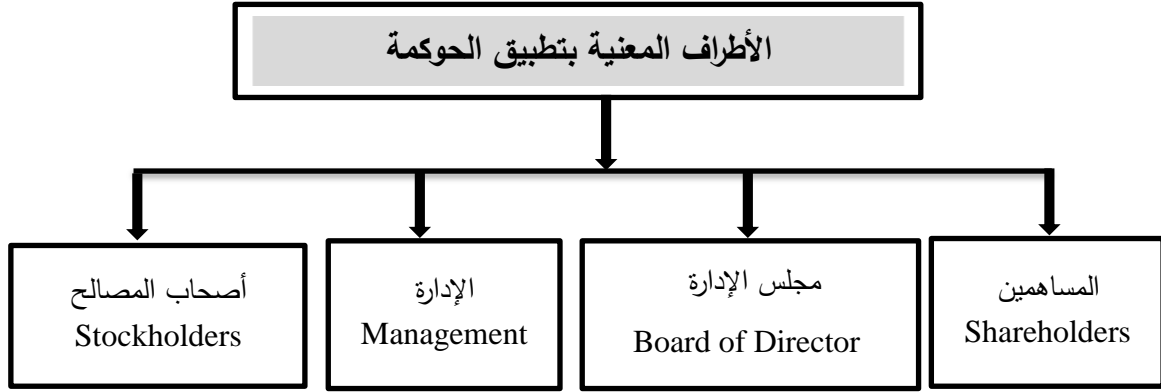 الأطراف المعنية بتطبيق الحوكمة
المساهمين
Shareholders
مجلس الإدارة
Board of Director
الإدارة
Management
أصحاب المصالح
Stockholders